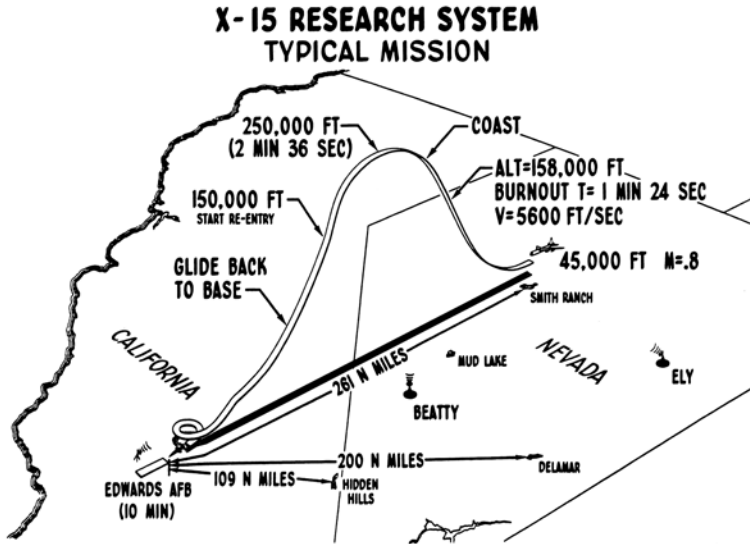 X-15 RESEARCH SYSTEM
TYPICAL MISSION
250,000 FT
(2 MIN 36 SEC)
COAST
ALT=158,000 FT
BURNOUT T= 1 MIN 24 SEC
V=5600 FT/SEC
150,000 FT
START RE-ENTRY
45,000 FT M=.8
GLIDE BACK
TO BASE
SMITH RANCH
CALIFORNIA
NEVADA
MUD LAKE
261 N MILES
ELY
BEATTY
200 N MILES
DELAMAR
109 N MILES
HIDDEN
HILLS
EDWARDS AFB
(10 MIN)